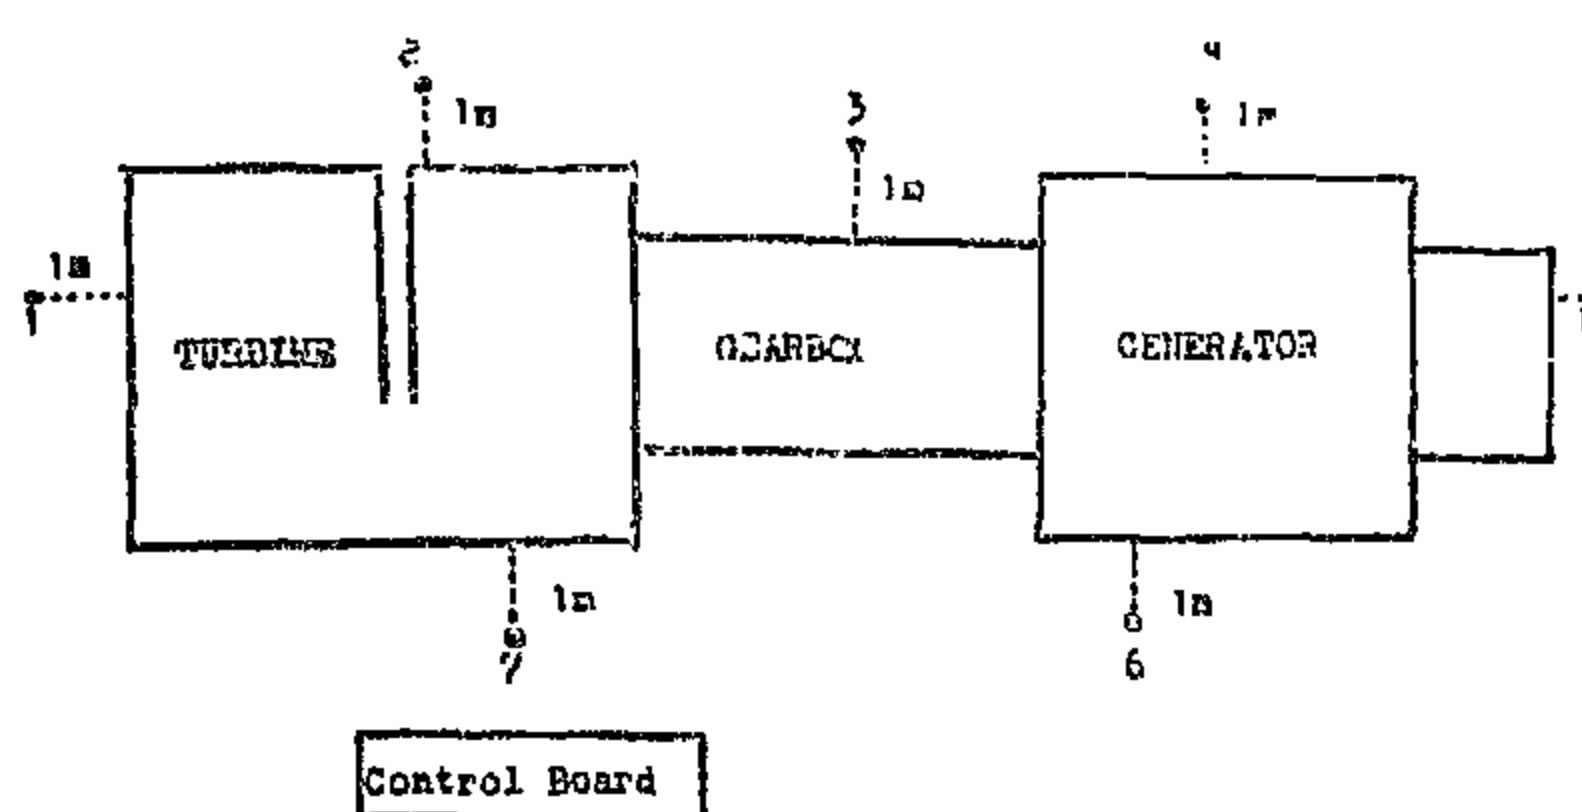 2
1m
3
1m
4
1m
1m
1
TURBINE
GEARBOX
GENERATOR
1m
7
1m
6
Control Board